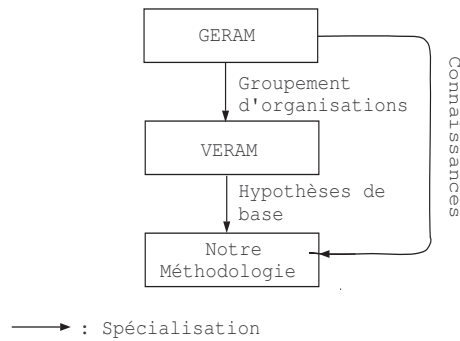 GERAM
Groupement
d'organisations
Connaissances
VERAM
Hypothèses de
base
Notre
Méthodologie
: Spécialisation